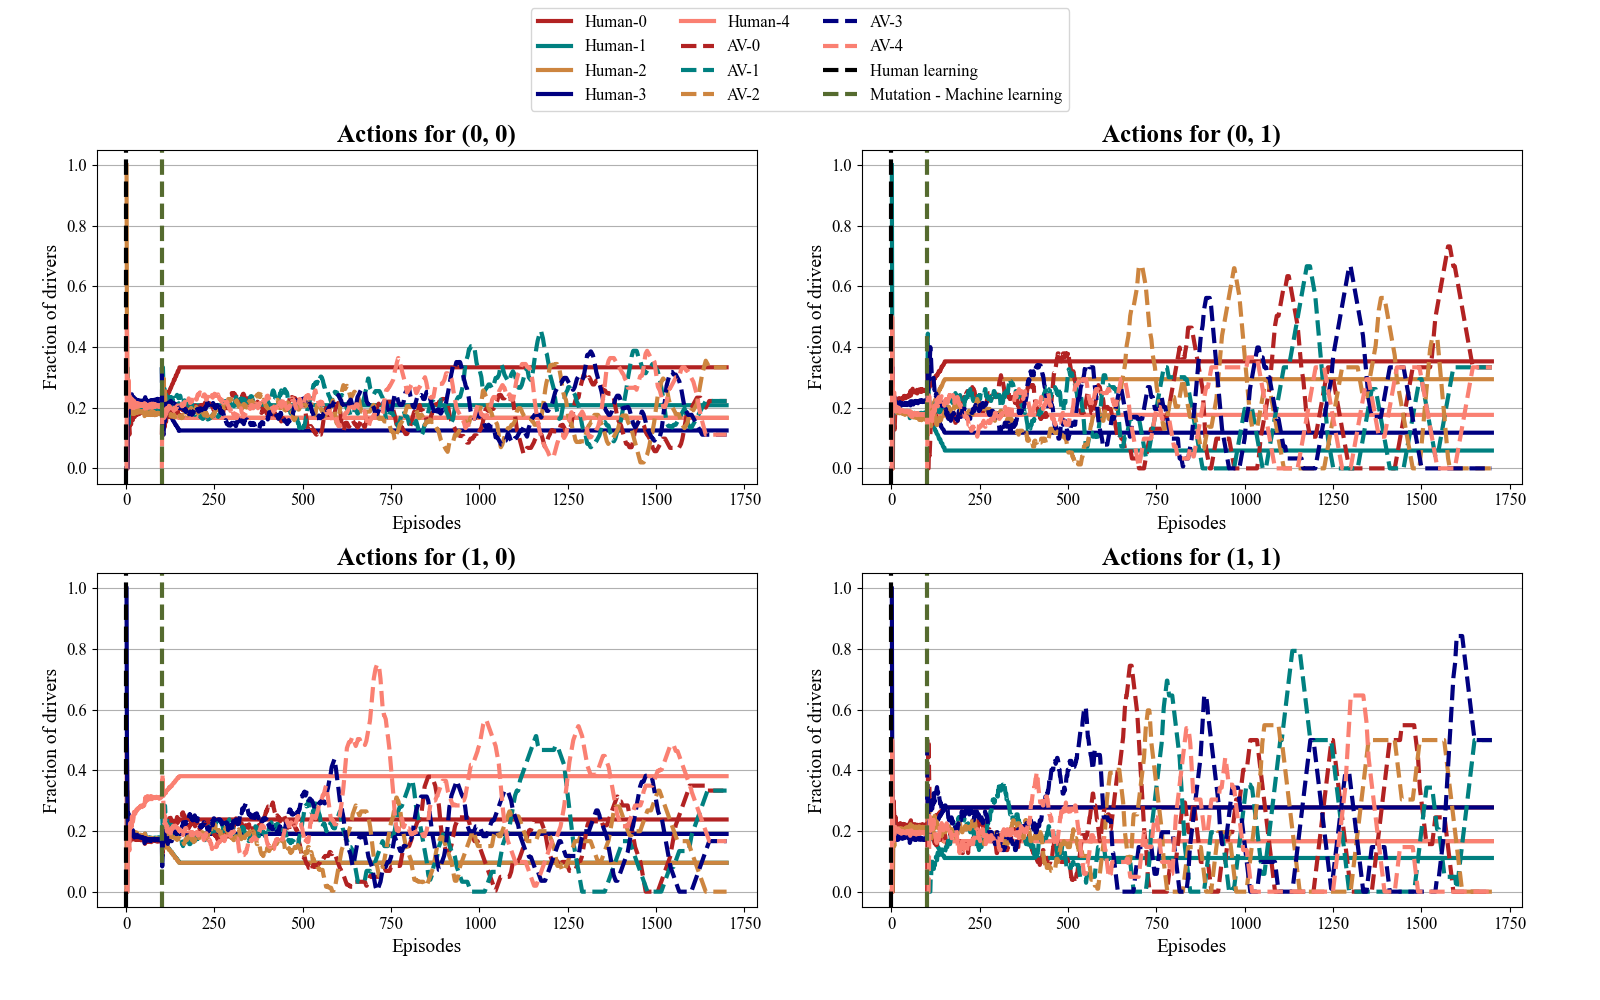 Human-0
Human-1
Human-2
Human-3
Human-4
AV-0
AV-1
AV-2
AV-3
AV-4
Human learning
Mutation - Machine learning
Actions for (0, 0)
Fraction of drivers
1.0
0.8
0.6
0.4
0.2
0.0
0 250 500 750 1000 1250 1500 1750
Episodes
Actions for (0, 1)
Fraction of drivers
1.0
0.8
0.6
0.4
0.2
0.0
0 250 500 750 1000 1250 1500 1750
Episodes
Actions for (1, 0)
Fraction of drivers
1.0
0.8
0.6
0.4
0.2
0.0
0 250 500 750 1000 1250 1500 1750
Episodes
Actions for (1, 1)
Fraction of drivers
1.0
0.8
0.6
0.4
0.2
0.0
0 250 500 750 1000 1250 1500 1750
Episodes